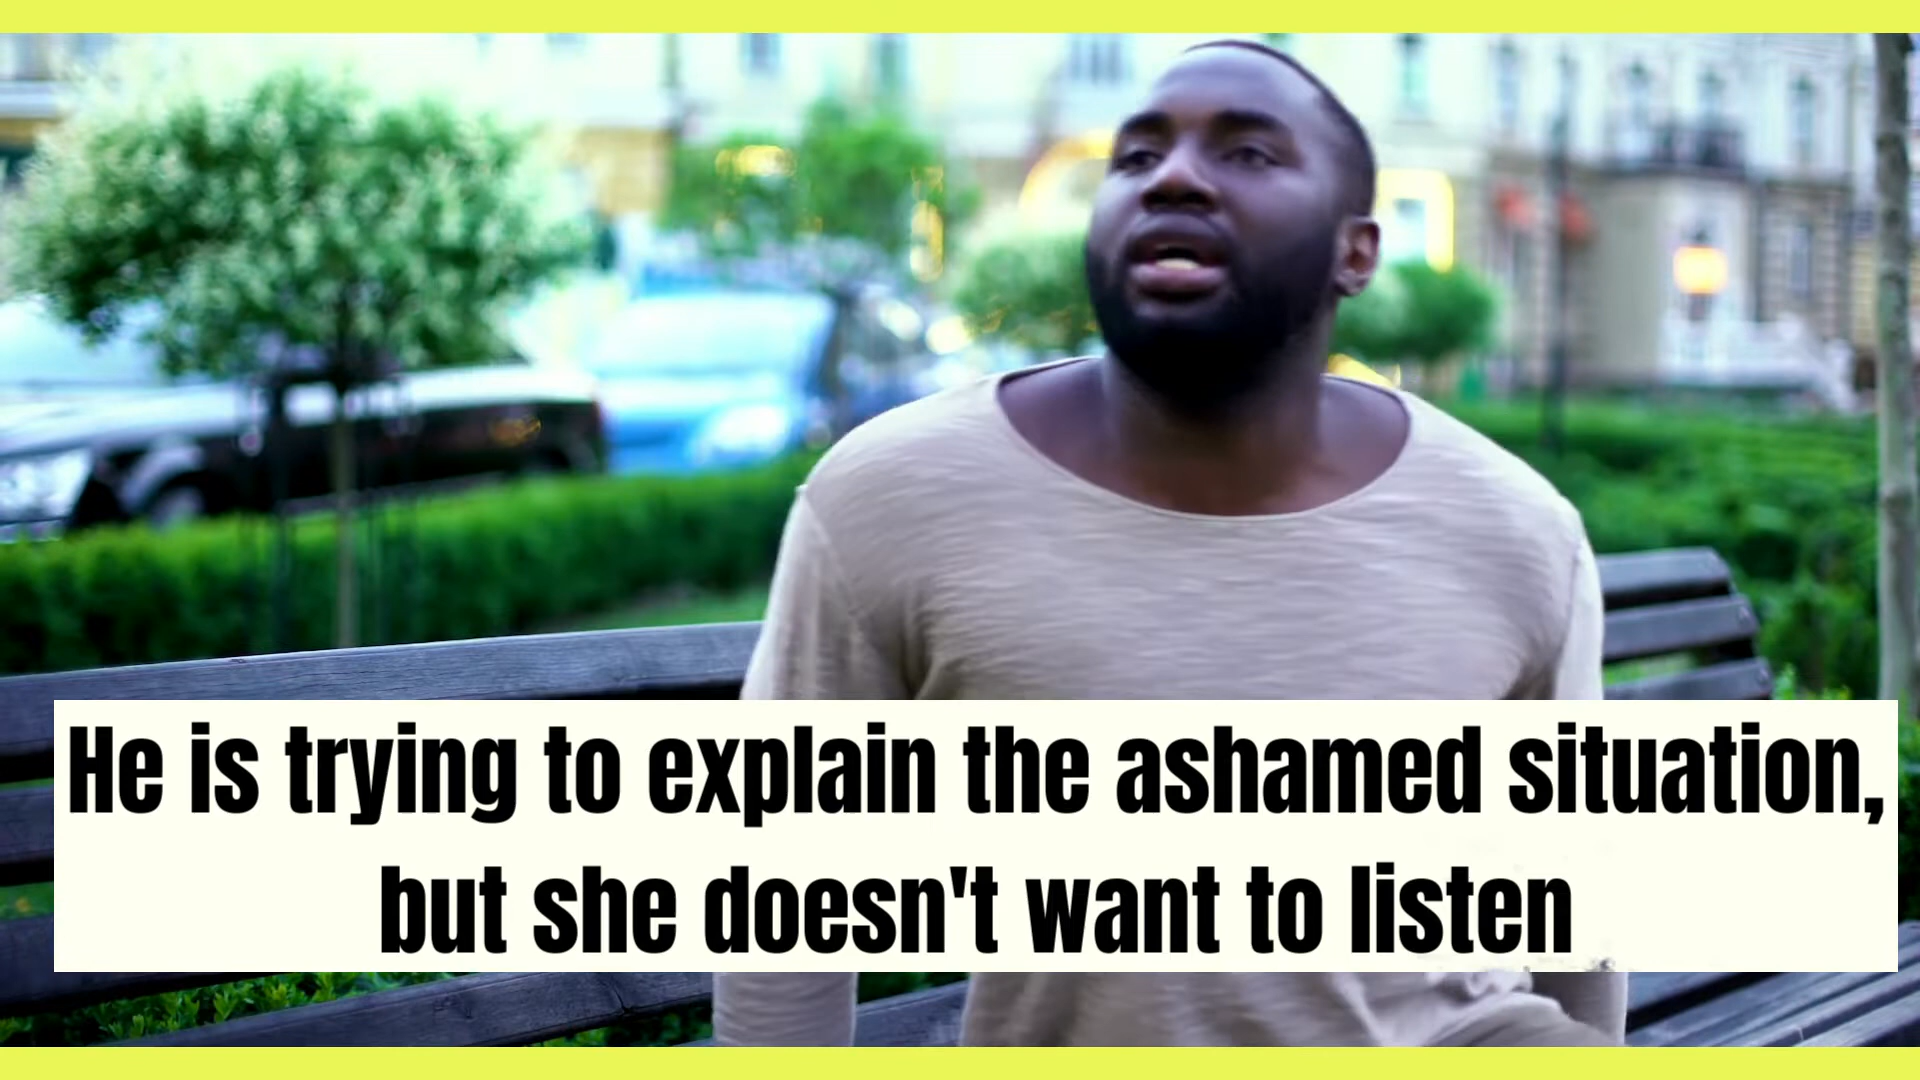 He is trying to explain the ashamed situation,
but she doesn't want to listen